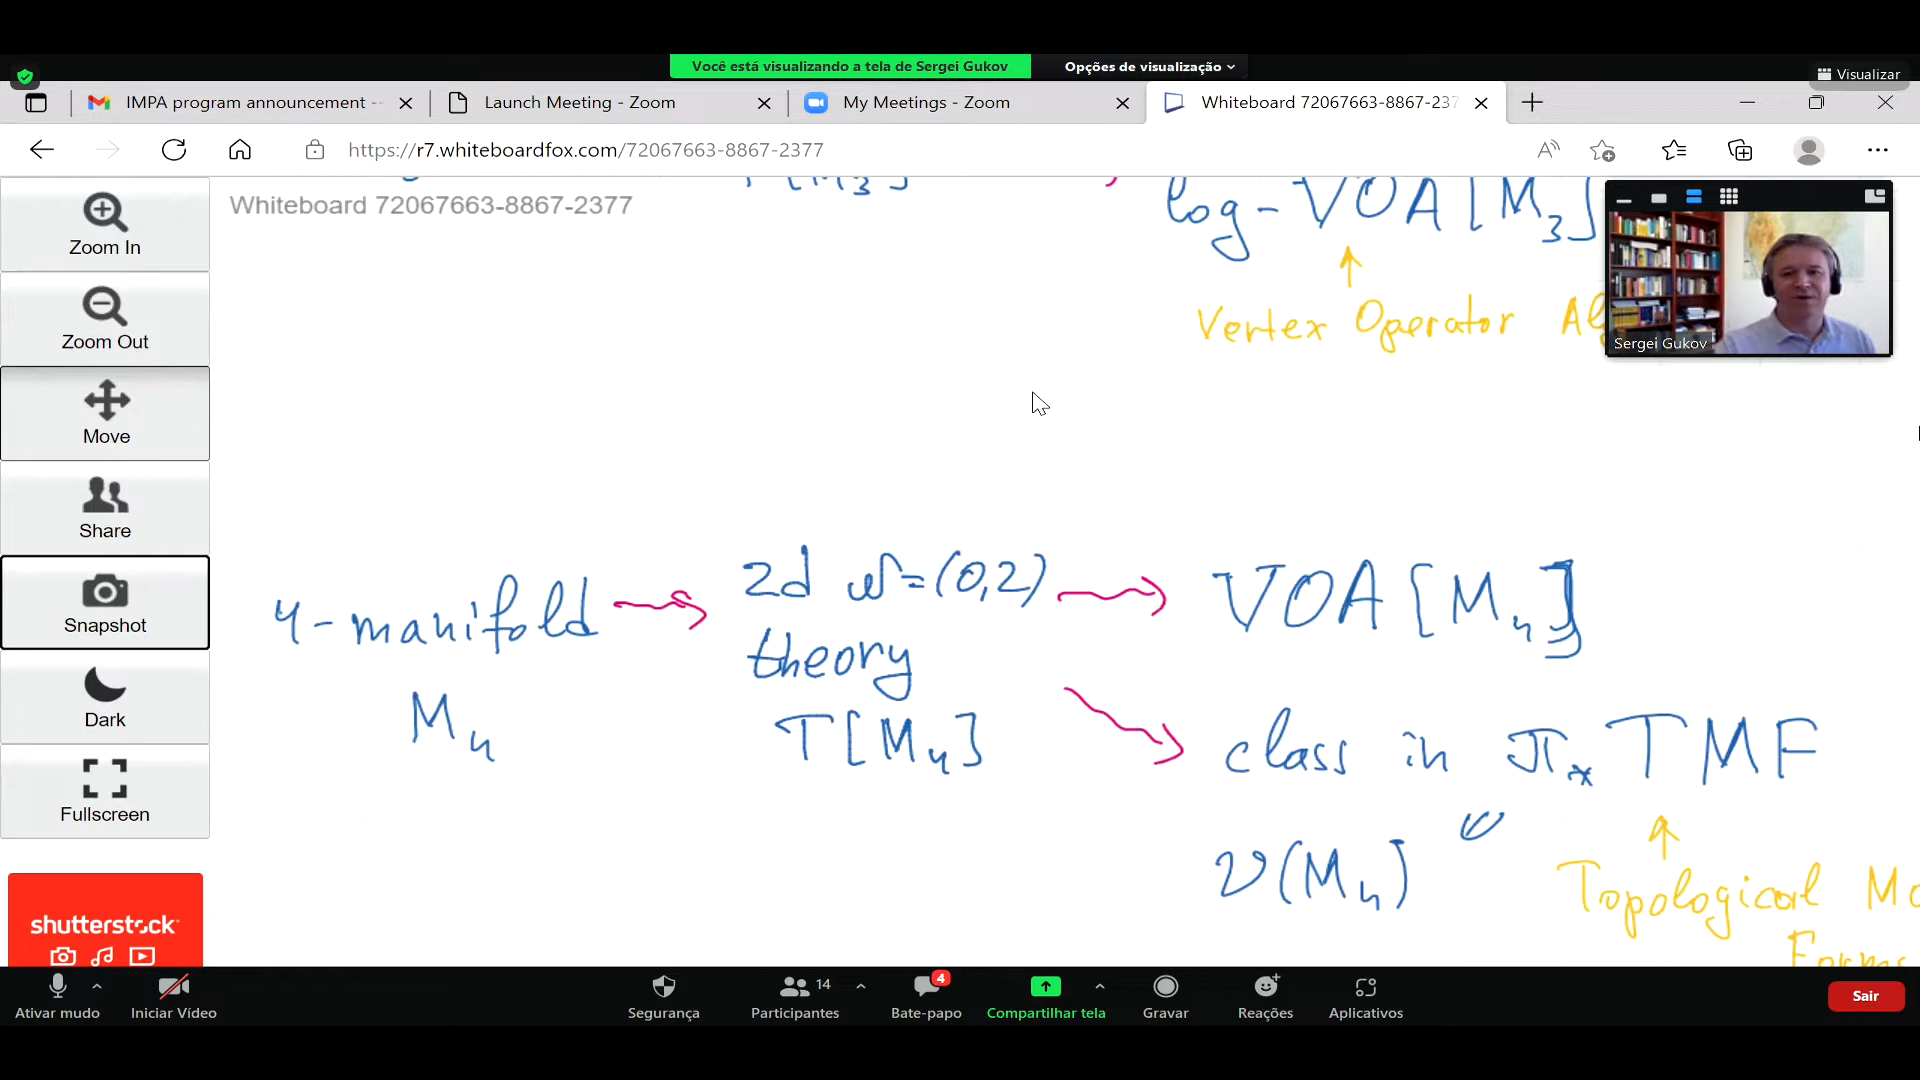 Você está visualizando a tela de Sergei Gukov
Opções de visualização
Visualizar
IMPA program announcement -
Launch Meeting - Zoom
My Meetings - Zoom
Whiteboard 72067663-8867-237
https://r7.whiteboardfox.com/72067663-8867-2377
Whiteboard 72067663-8867-2377
log-VOA[M₃]
Vertex Operator
Sergei Gukov
Zoom In
Zoom Out
Move
Share
Snapshot
Dark
Fullscreen
4-manifold
M₄
2d 𝒩=(0,2)
theory
T[M₄]
VOA[M₄]
class in π_* TMF
ν(M₄)
Topological
Forms
shutterstock
Ativar mudo
Iniciar Vídeo
Segurança
14
Participantes
4
Bate-papo
Compartilhar tela
Gravar
Reações
Aplicativos
Sair